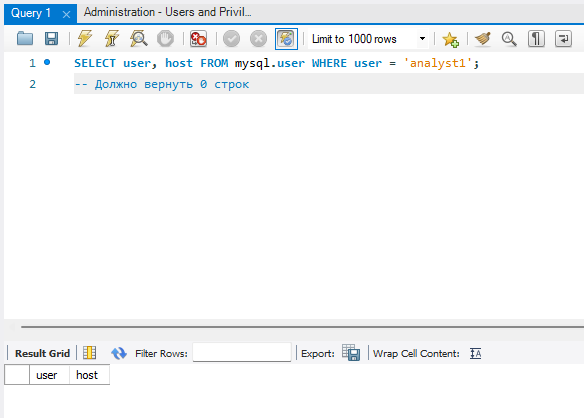 Query 1
Administration - Users and Privil...
Limit to 1000 rows
1 SELECT user, host FROM mysql.user WHERE user = 'analyst1';
2 -- Должно вернуть 0 строк
Result Grid Filter Rows: Export: Wrap Cell Content:
user host